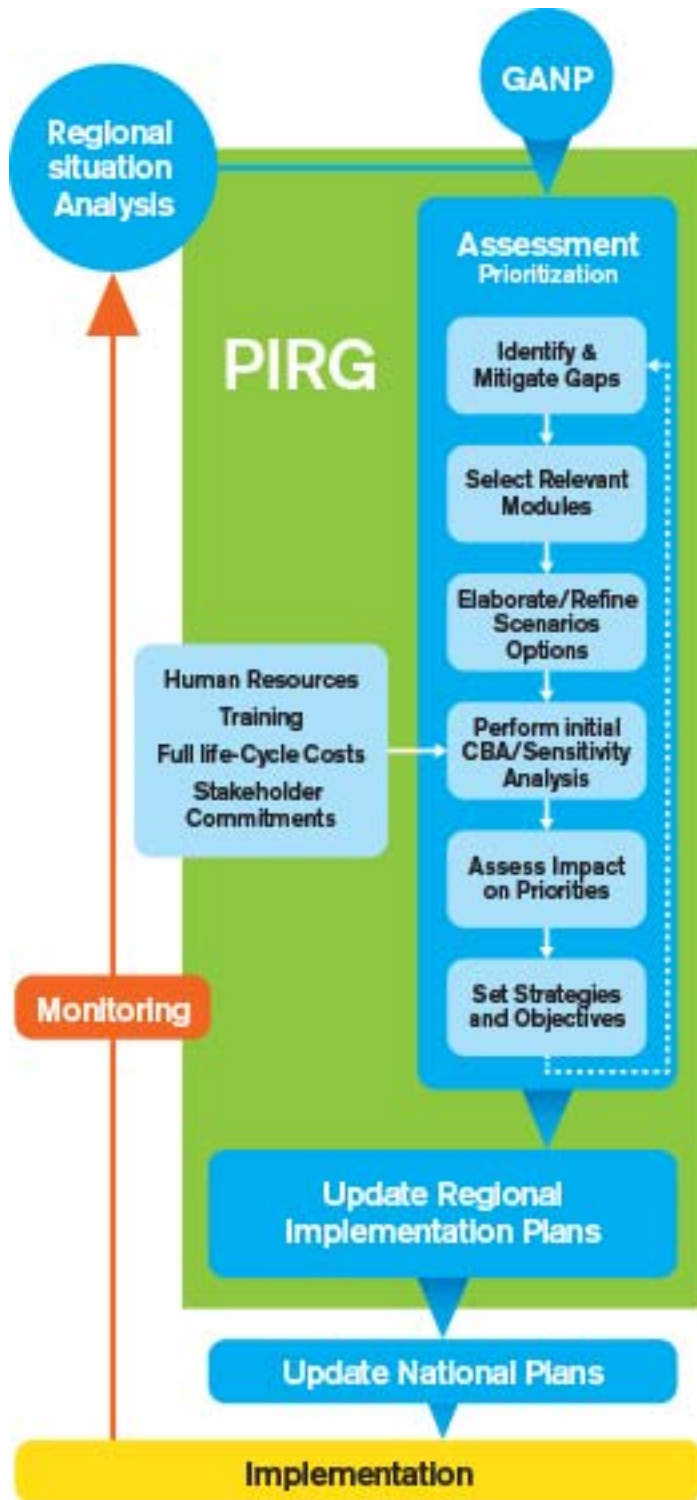 GANP
Regional
situation
Analysis
Assessment
Prioritization
PIRG
Identify &
Mitigate Gaps
Select Relevant
Modules
Elaborate/Refine
Scenarios
Options
Human Resources
Training
Full life-Cycle Costs
Stakeholder
Commitments
Perform initial
CBA/Sensitivity
Analysis
Assess Impact
on Priorities
Set Strategies
and Objectives
Monitoring
Update Regional
Implementation Plans
Update National Plans
Implementation